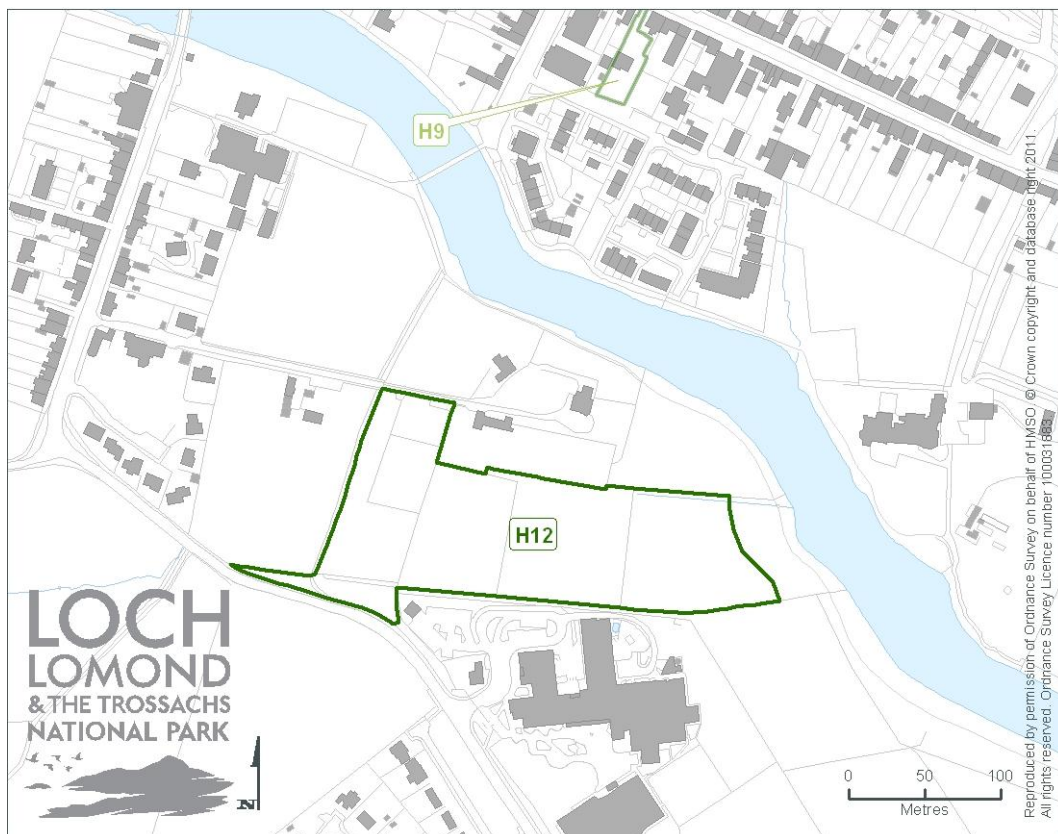 H9
H12
LOCH
LOMOND
& THE TROSSACHS
NATIONAL PARK
N
0 50 100
Metres
Reproduced by permission of Ordnance Survey on behalf of HMSO. © Crown copyright and database right 2011.
All rights reserved. Ordnance Survey Licence number 100031883.